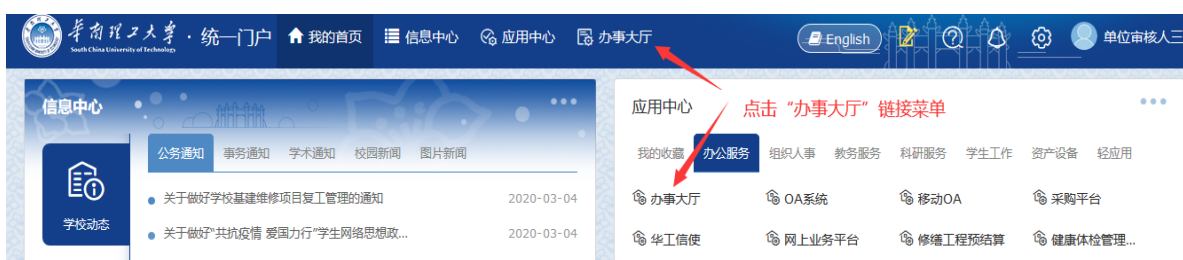 华南理工大学 · 统一门户 我的首页 信息中心 应用中心 办事大厅 English 单位审核人三
South China University of Technology
信息中心
公务通知 事务通知 学术通知 校园新闻 图片新闻
关于做好学校基建维修项目复工管理的通知 2020-03-04
学校动态
关于做好“共抗疫情 爱国力行”学生网络思想政... 2020-03-04
应用中心 点击“办事大厅”链接菜单
我的收藏 办公服务 组织人事 教务服务 科研服务 学生工作 资产设备 轻应用
办事大厅 OA系统 移动OA 采购平台
华工信使 网上业务平台 修缮工程预结算 健康体检管理...